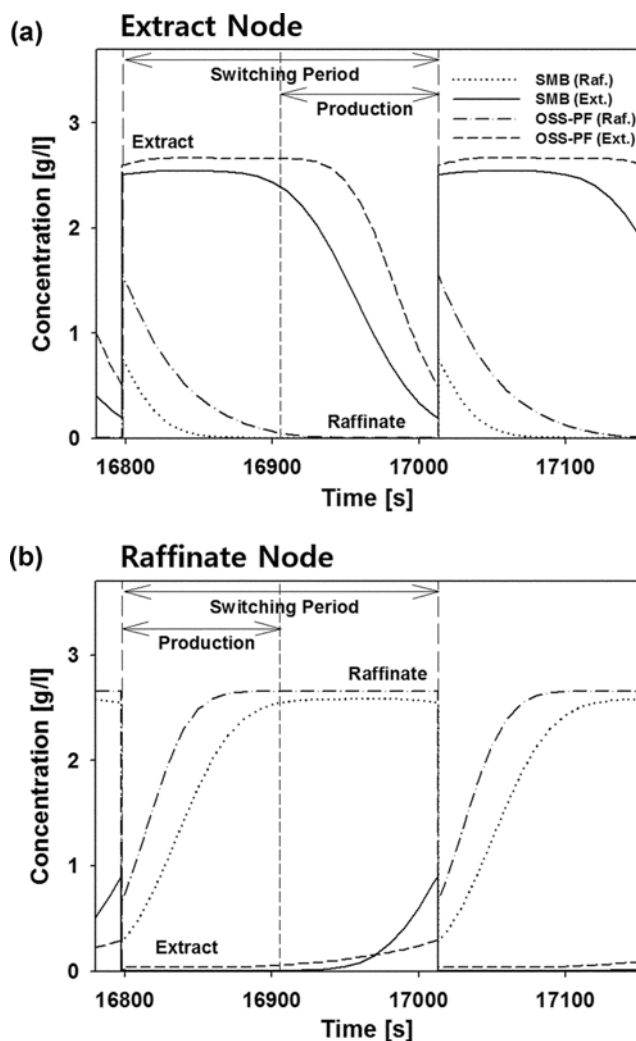 (a) Extract Node
Switching Period
Production
SMB (Raf.)
SMB (Ext.)
OSS-PF (Raf.)
OSS-PF (Ext.)
Extract
Raffinate
3
2
1
0
Concentration [g/l]
16800 16900 17000 17100
Time [s]
(b) Raffinate Node
Switching Period
Production
Raffinate
Extract
3
2
1
0
Concentration [g/l]
16800 16900 17000 17100
Time [s]